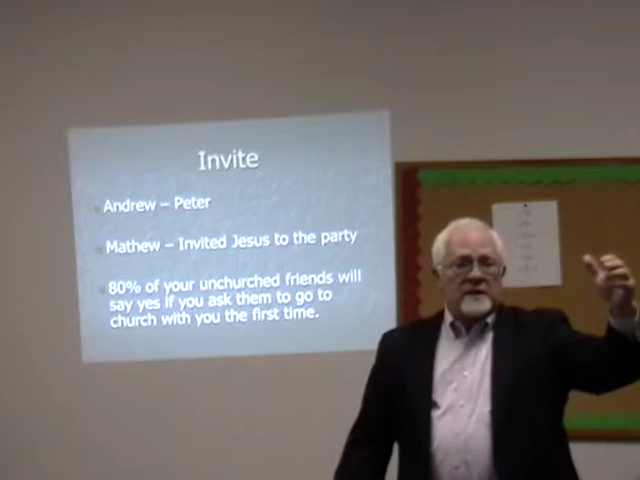 Invite
Andrew – Peter
Mathew – Invited Jesus to the party
80% of your unchurched friends will
say yes if you ask them to go to
church with you the first time.